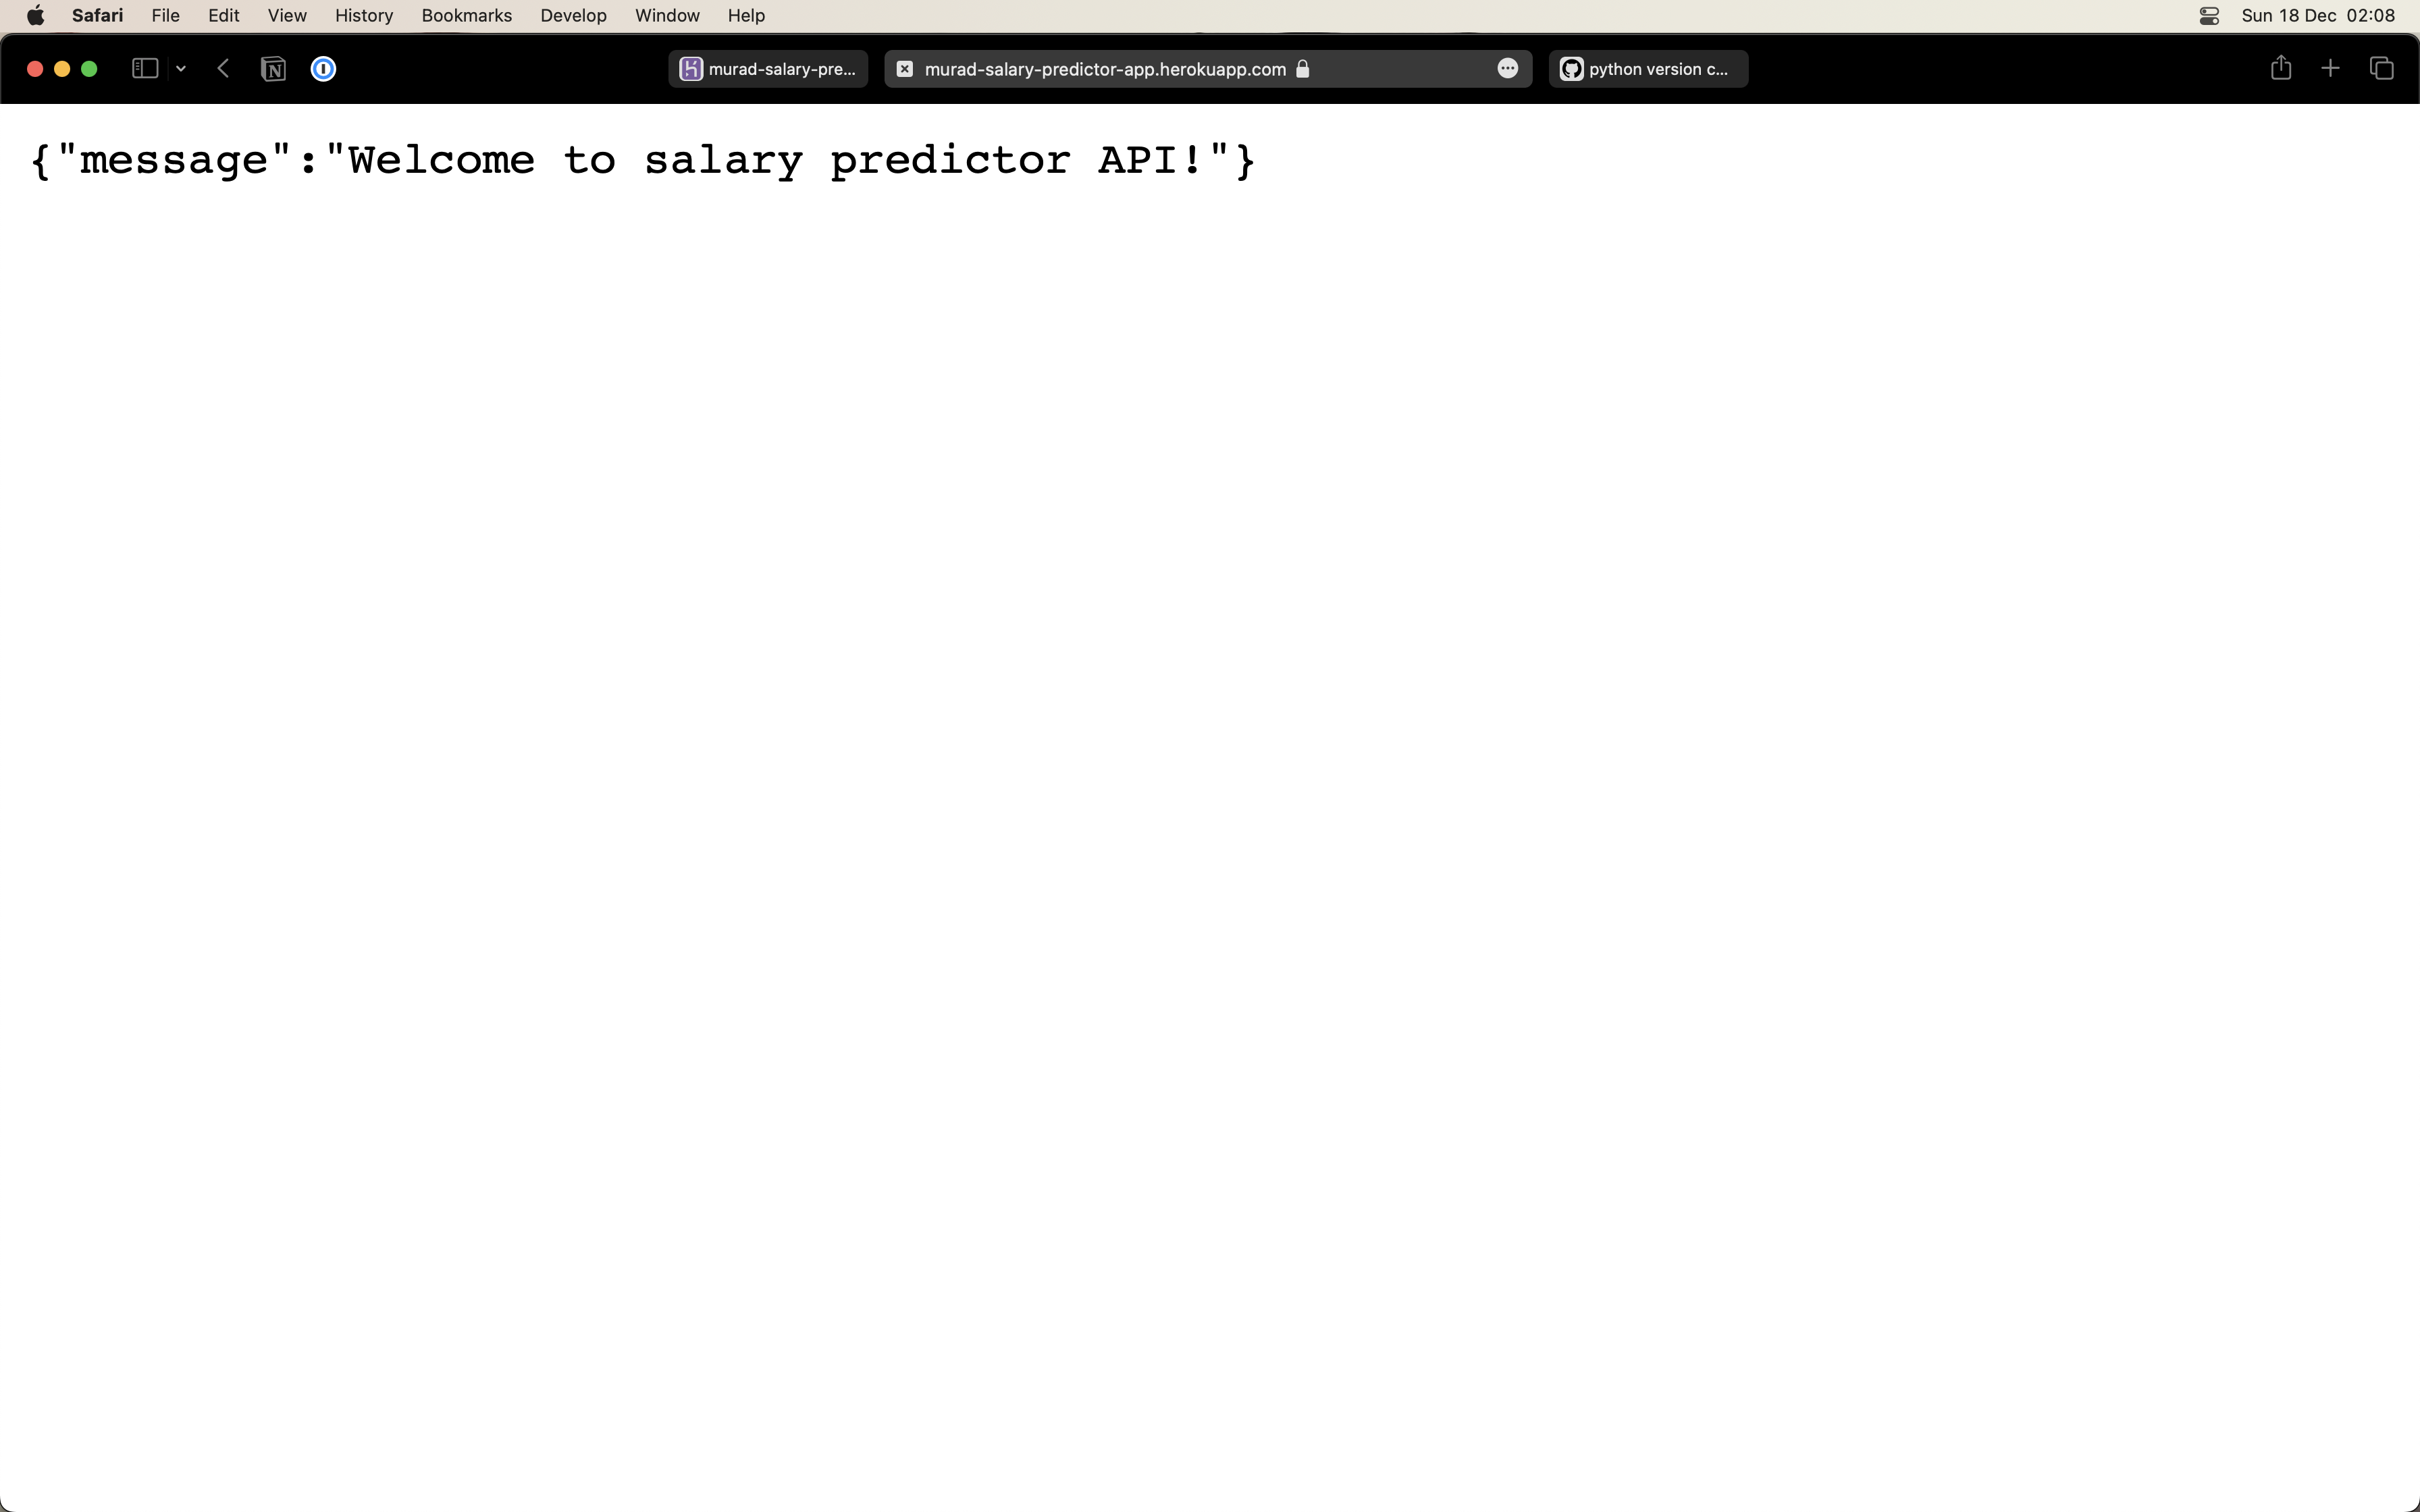 Safari File Edit View History Bookmarks Develop Window Help Sun 18 Dec 02:08
murad-salary-pre... murad-salary-predictor-app.herokuapp.com python version c...
{"message":"Welcome to salary predictor API!"}